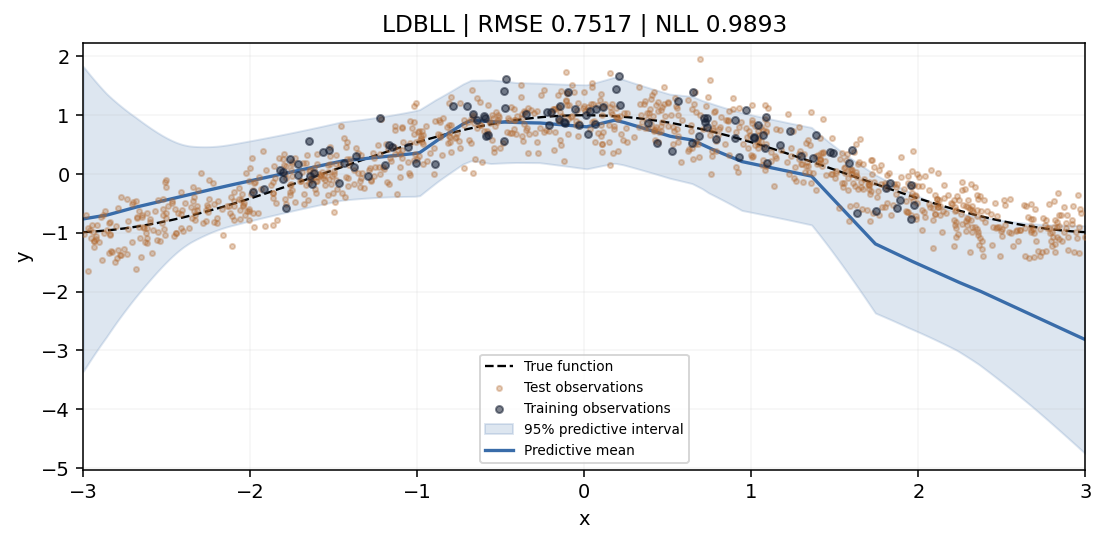 LDBLL | RMSE 0.7517 | NLL 0.9893
2
1
0
−1
−2
−3
−4
−5
y
True function
Test observations
Training observations
95% predictive interval
Predictive mean
−3
−2
−1
0
1
2
3
x